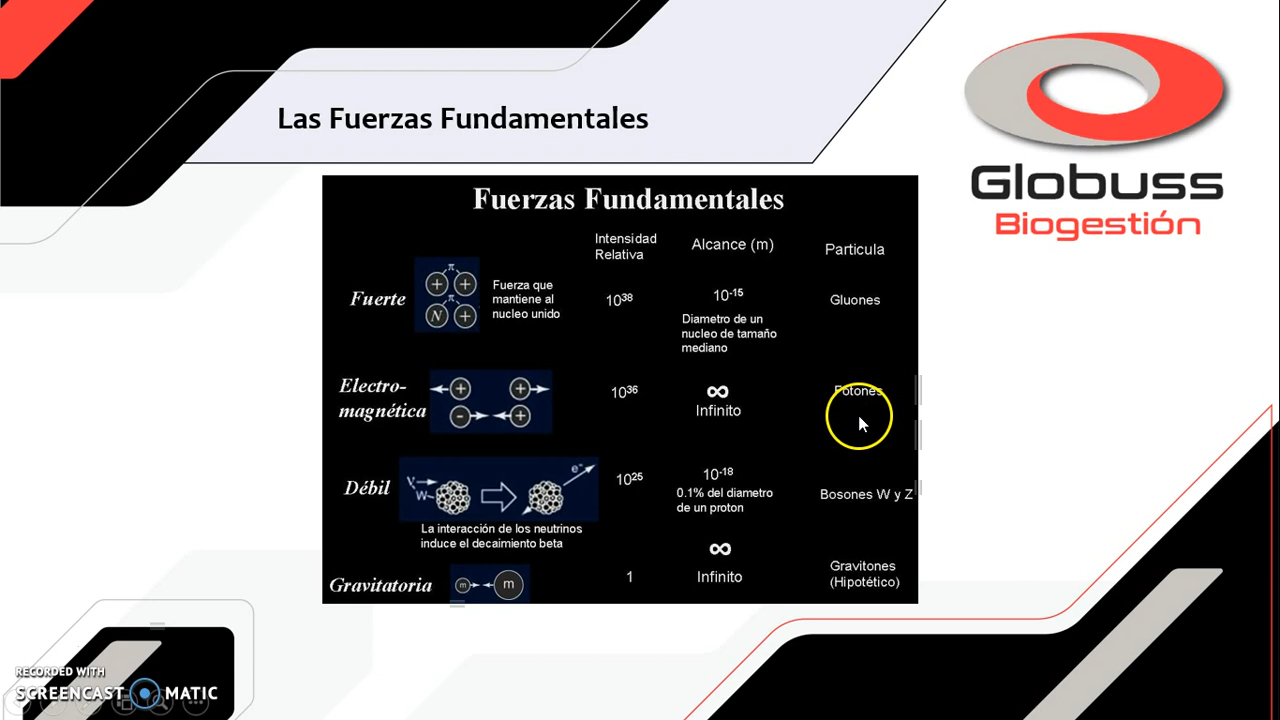 Las Fuerzas Fundamentales
Globuss
Biogestión
Fuerzas Fundamentales
Intensidad
Relativa
Alcance (m)
Particula
Fuerte
π
+ +
π
N +
Fuerza que
mantiene al
nucleo unido
10³⁸
10⁻¹⁵
Diametro de un
nucleo de tamaño
mediano
Gluones
Electro-
magnética
+ +
- +
10³⁶
∞
Infinito
Fotones
Débil
ν
W
e⁻
La interacción de los neutrinos
induce el decaimiento beta
10²⁵
10⁻¹⁸
0.1% del diametro
de un proton
Bosones W y Z
Gravitatoria
m m
1
∞
Infinito
Gravitones
(Hipotético)
RECORDED WITH
SCREENCAST MATIC